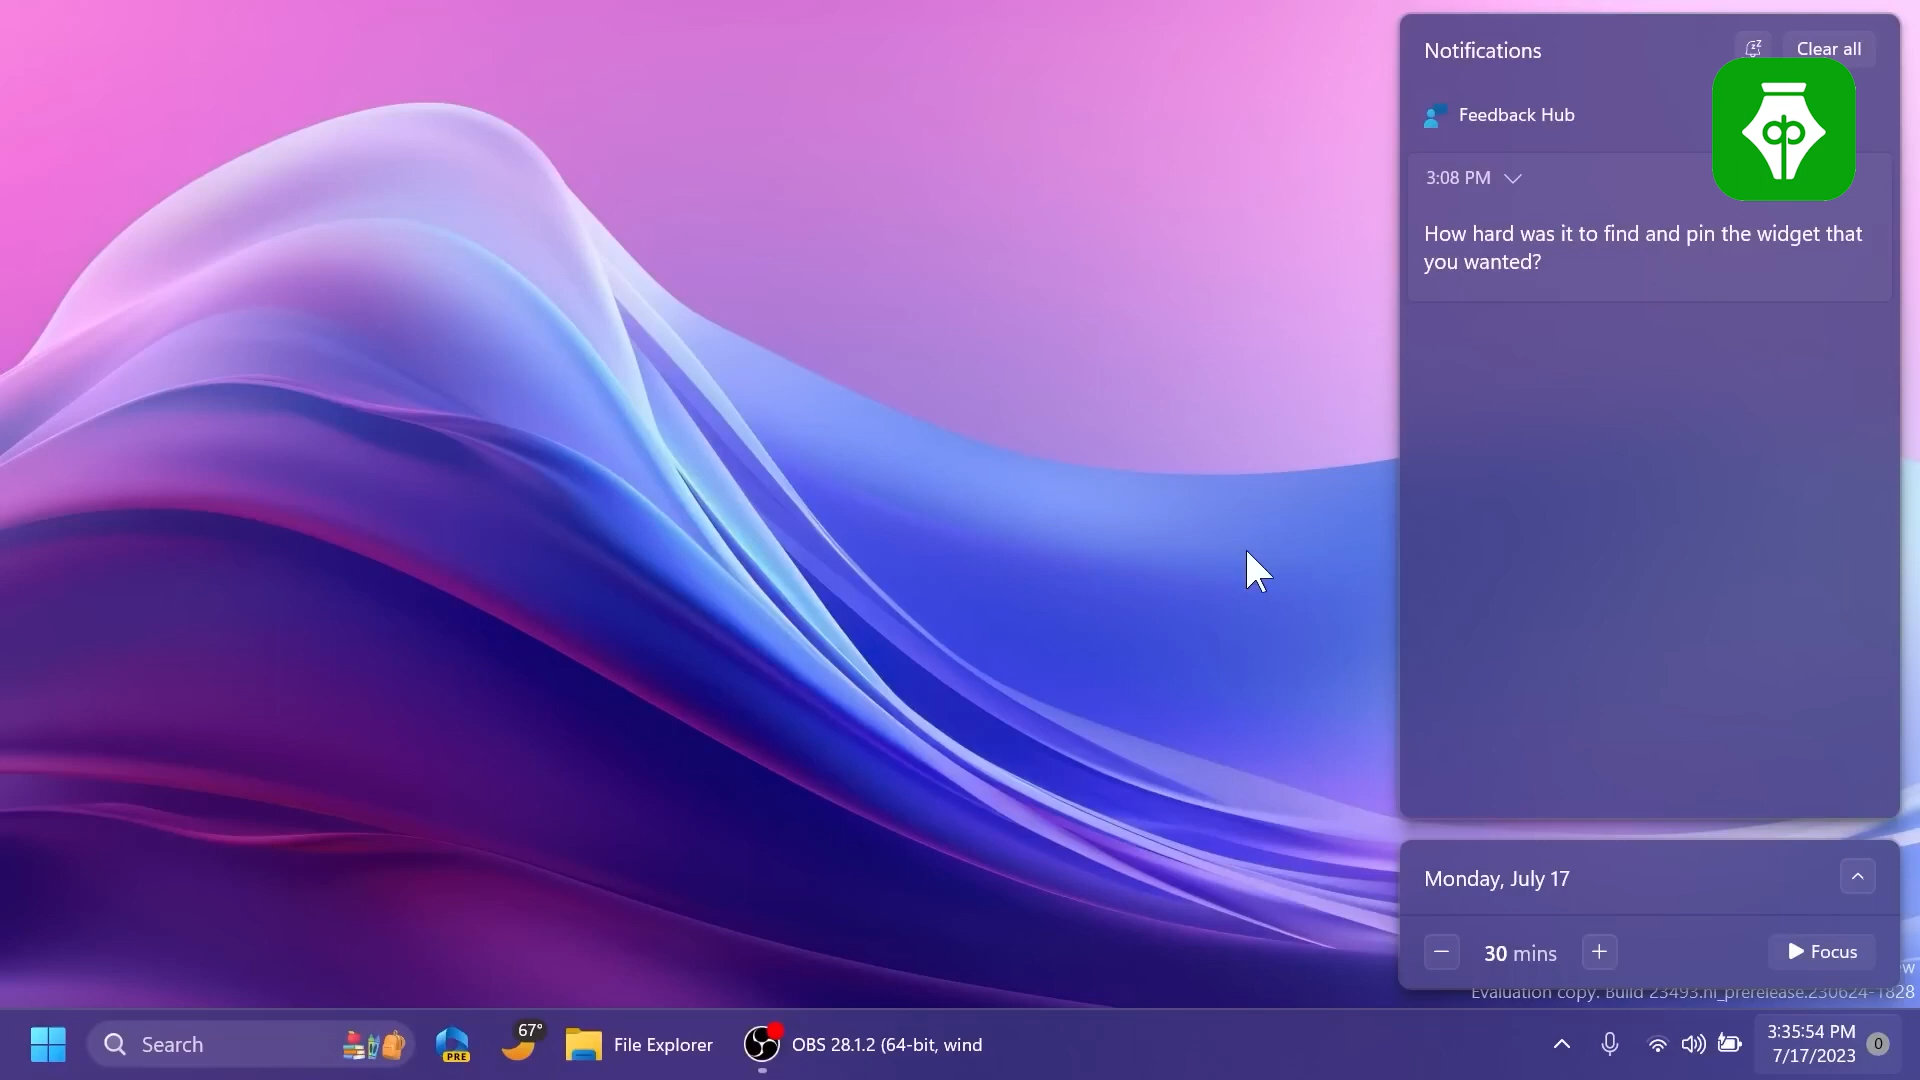 Notifications
Clear all
Feedback Hub
3:08 PM
How hard was it to find and pin the widget that
you wanted?
Monday, July 17
30 mins
Focus
w
Evaluation copy. Build 23493.ni_prerelease.230624-1828
Search
PRE
67°
File Explorer
OBS 28.1.2 (64-bit, wind
3:35:54 PM
7/17/2023
0